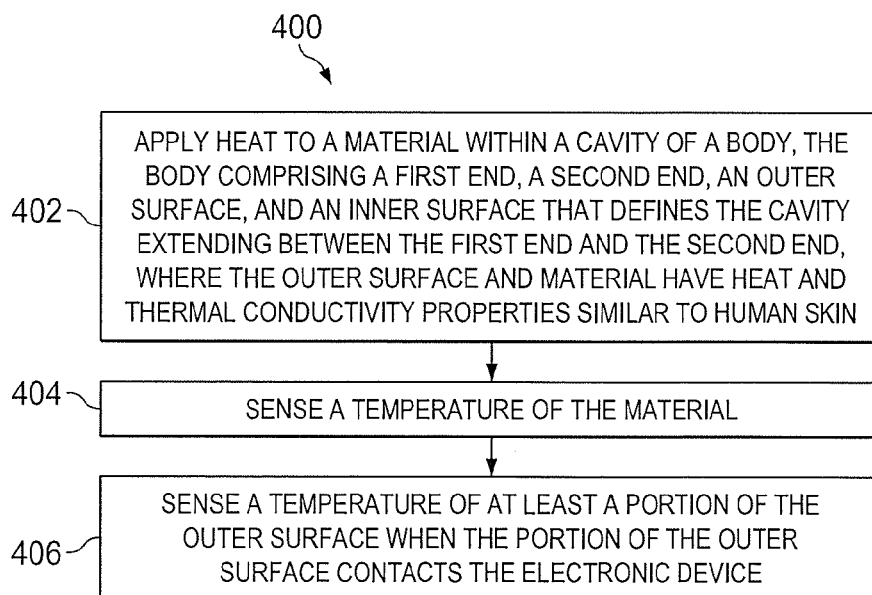 400
402
APPLY HEAT TO A MATERIAL WITHIN A CAVITY OF A BODY, THE
BODY COMPRISING A FIRST END, A SECOND END, AN OUTER
SURFACE, AND AN INNER SURFACE THAT DEFINES THE CAVITY
EXTENDING BETWEEN THE FIRST END AND THE SECOND END,
WHERE THE OUTER SURFACE AND MATERIAL HAVE HEAT AND
THERMAL CONDUCTIVITY PROPERTIES SIMILAR TO HUMAN SKIN
404
SENSE A TEMPERATURE OF THE MATERIAL
406
SENSE A TEMPERATURE OF AT LEAST A PORTION OF THE
OUTER SURFACE WHEN THE PORTION OF THE OUTER
SURFACE CONTACTS THE ELECTRONIC DEVICE